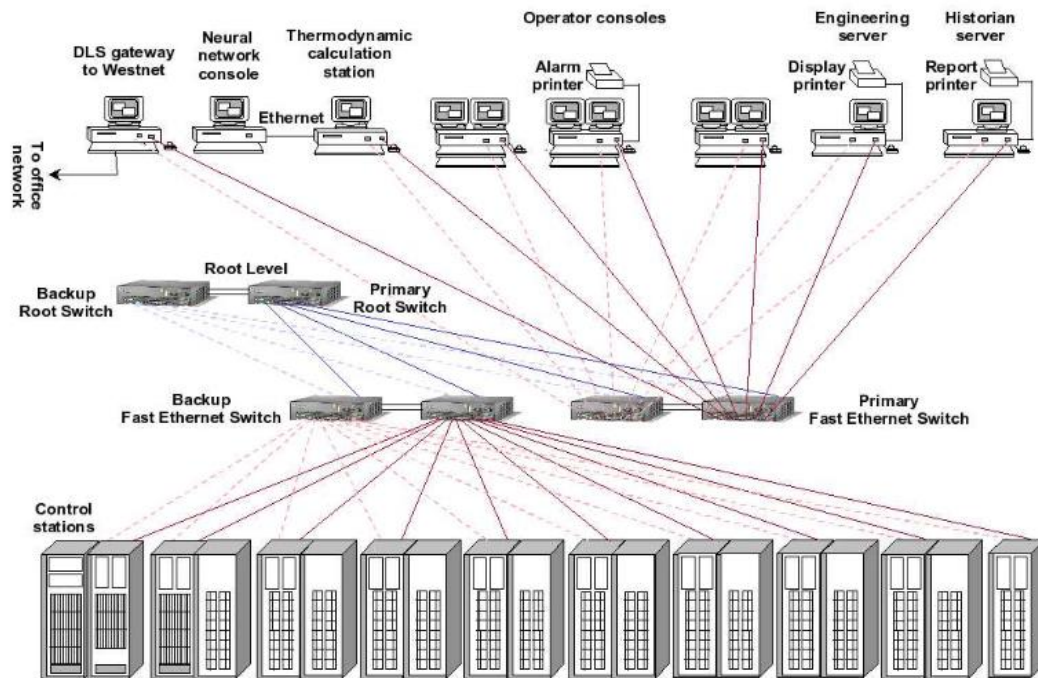 Operator consoles
Engineering
server
Historian
server
DLS gateway
to Westnet
Neural
network
console
Thermodynamic
calculation
station
Alarm
printer
Display
printer
Report
printer
Ethernet
To office
network
Root Level
Backup
Root Switch
Primary
Root Switch
Backup
Fast Ethernet Switch
Primary
Fast Ethernet Switch
Control
stations